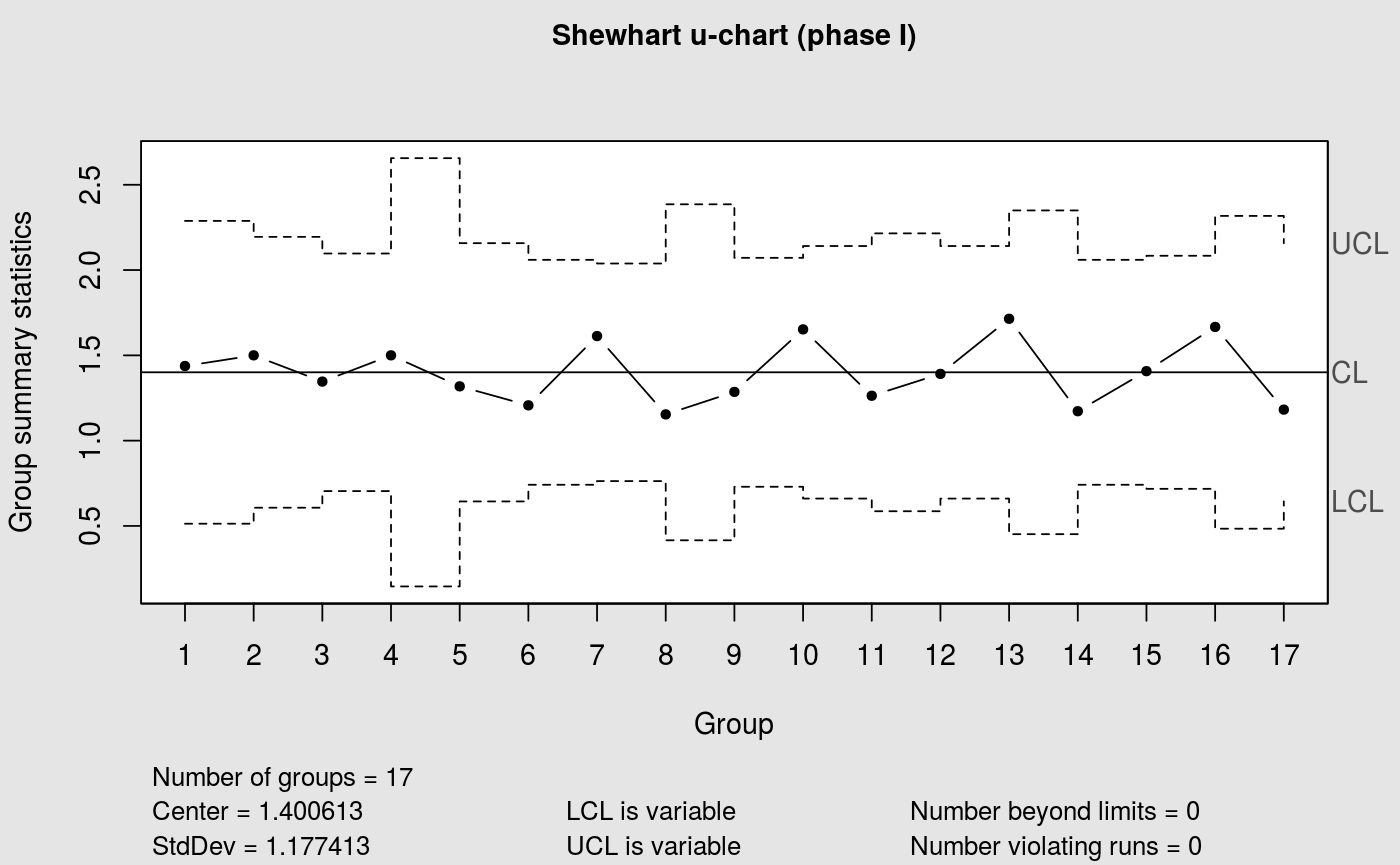 Shewhart u-chart (phase I)
Group summary statistics
2.5
2.0
1.5
1.0
0.5
UCL
CL
LCL
1 2 3 4 5 6 7 8 9 10 11 12 13 14 15 16 17
Group
Number of groups = 17
Center = 1.400613 LCL is variable Number beyond limits = 0
StdDev = 1.177413 UCL is variable Number violating runs = 0